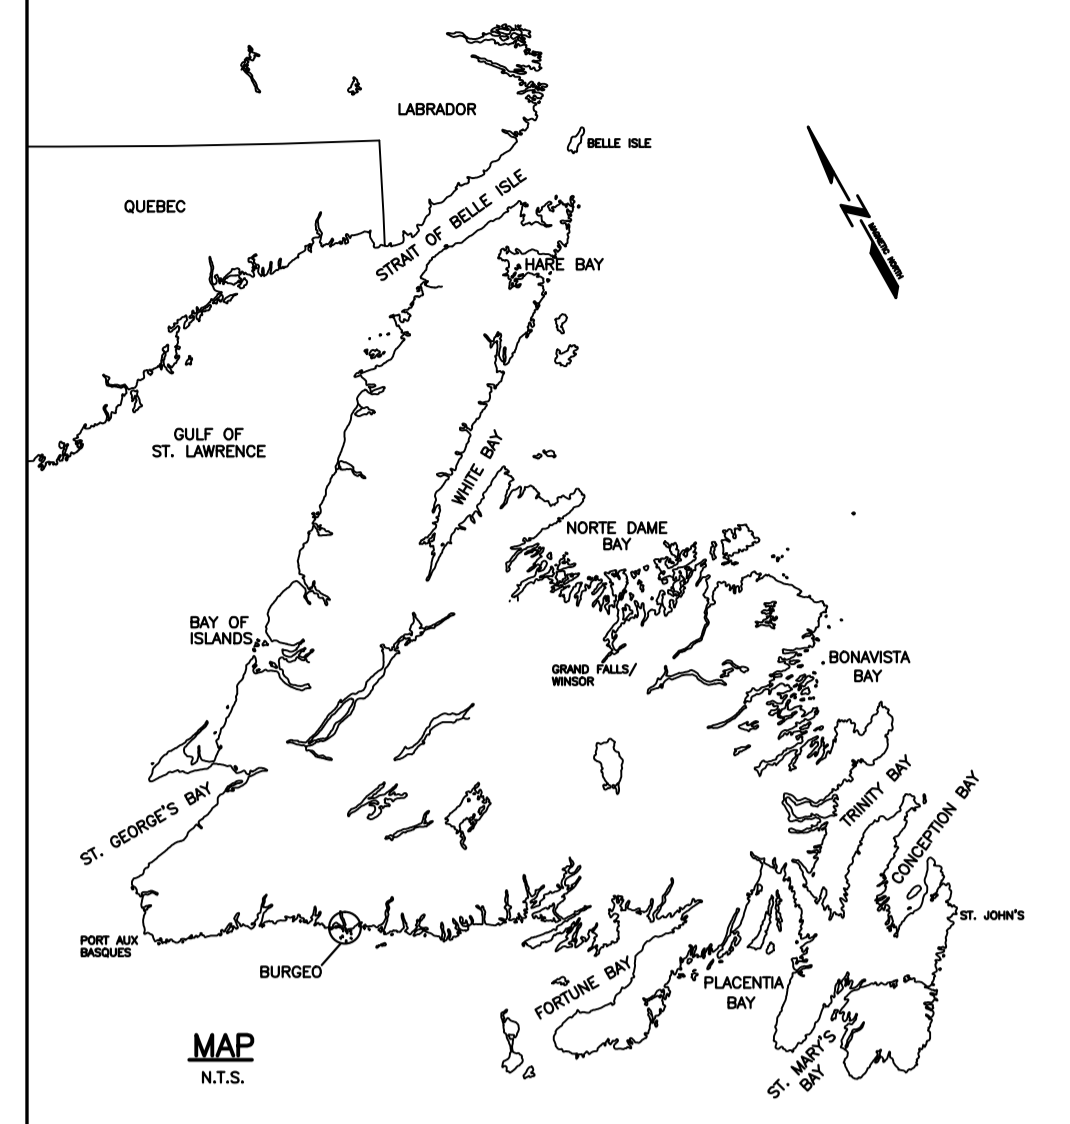 LABRADOR
BELLE ISLE
QUEBEC
STRAIT OF BELLE ISLE
MAGNETIC NORTH
HARE BAY
GULF OF
ST. LAWRENCE
WHITE BAY
NORTE DAME
BAY
BAY OF
ISLANDS
GRAND FALLS/
WINSOR
BONAVISTA
BAY
ST. GEORGE'S BAY
TRINITY BAY
CONCEPTION BAY
ST. JOHN'S
PORT AUX
BASQUES
BURGEO
FORTUNE BAY
PLACENTIA
BAY
ST. MARY'S
BAY
MAP
N.T.S.